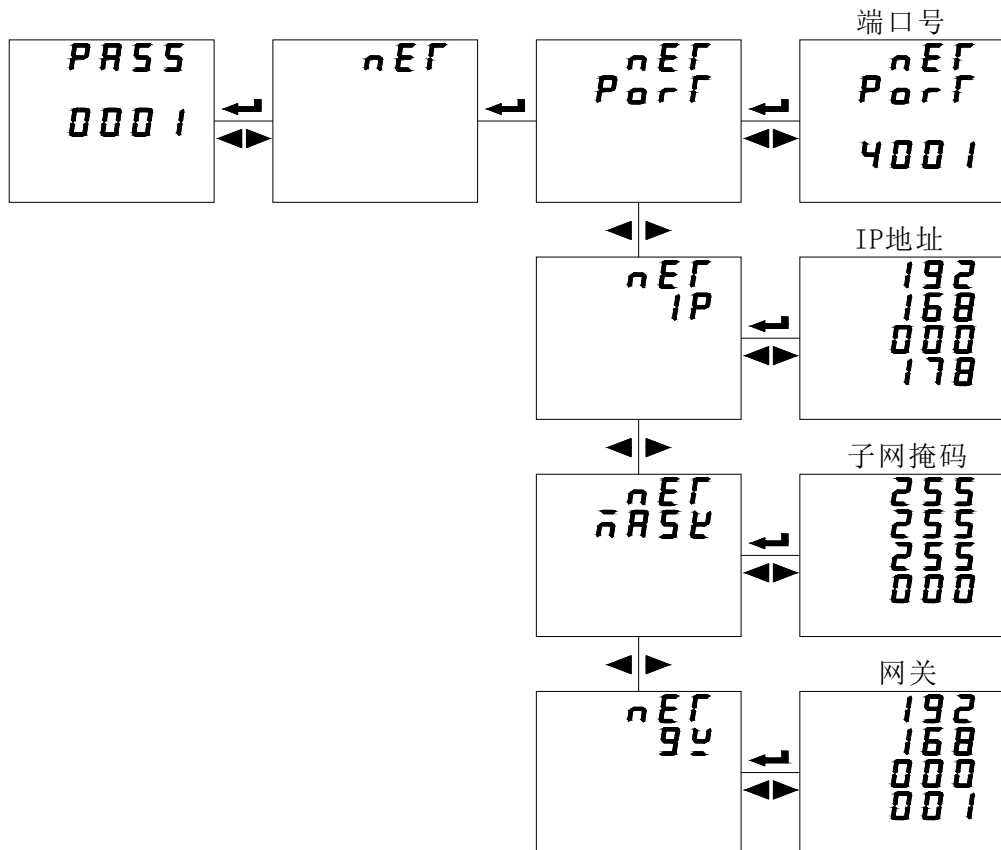 PASS
0001
nET
nET
PorT
端口号
nET
PorT
4001
nET
IP
IP地址
192
168
000
178
nET
MASK
子网掩码
255
255
255
000
nET
gw
网关
192
168
000
001